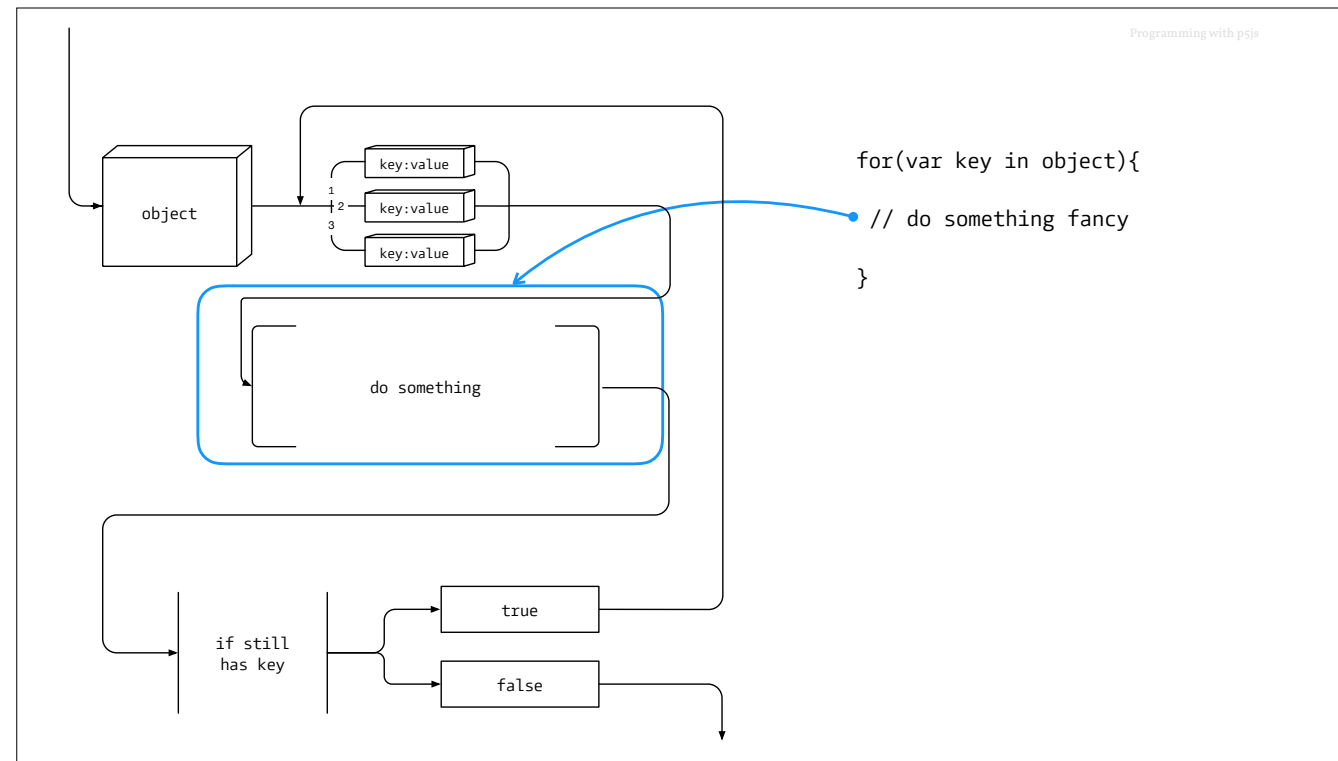 Programming with p5js
object
key:value
1
2
key:value
3
key:value
for(var key in object){
// do something fancy
}
do something
if still
has key
true
false